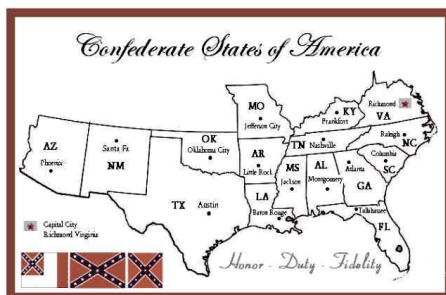 Confederate States of America
MO
Jefferson City
KY
Frankfort
Richmond
VA
AZ
Phoenix
Santa Fa
NM
OK
Oklahoma City
AR
Little Rock
TN
Nashville
Raleigh
NC
Columbia
SC
MS
Jackson
AL
Montgomery
Atlanta
GA
TX
Austin
LA
Baton Rouge
Tallahasee
FL
Capital City
Richmond Virginia
Honor - Duty - Fidelity